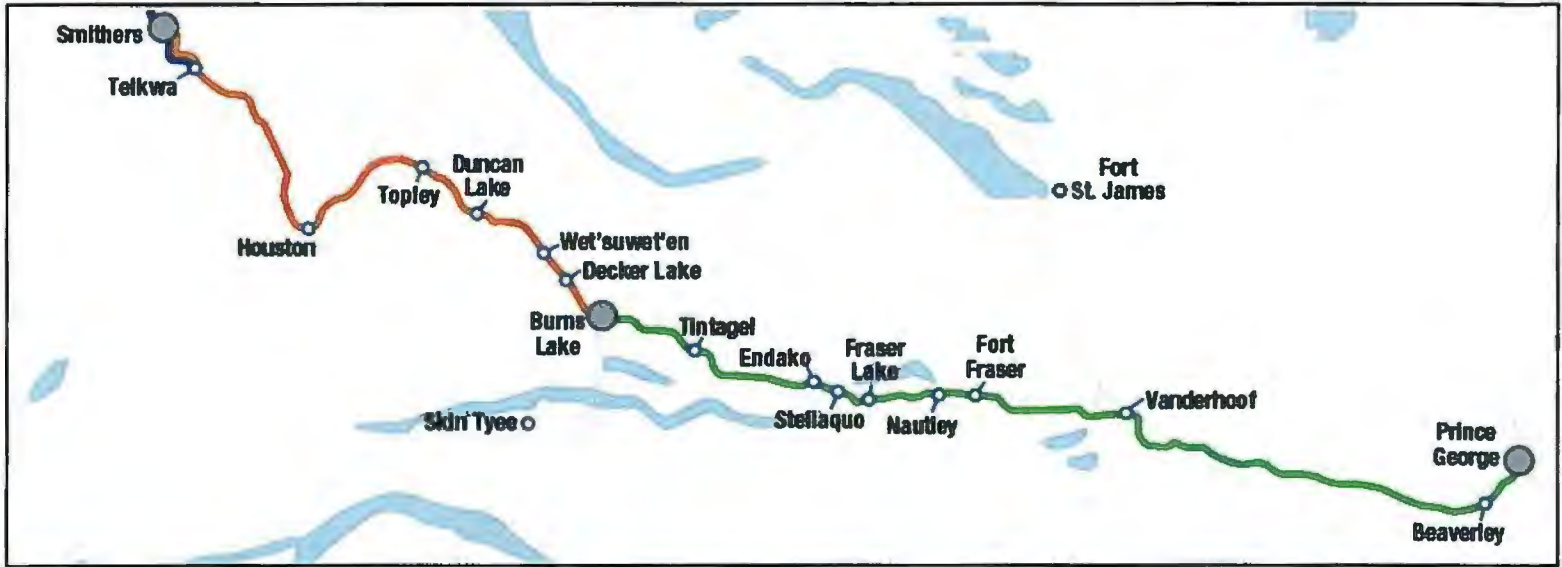 Smithers
Telkwa
Duncan
Lake
Topley
Fort
St. James
Houston
Wet'suwet'en
Decker Lake
Burns
Lake
Tintagel
Endako
Fraser
Lake
Fort
Fraser
Stellaquo
Nautley
Vanderhoof
Skin Tyee
Prince
George
Beaverley